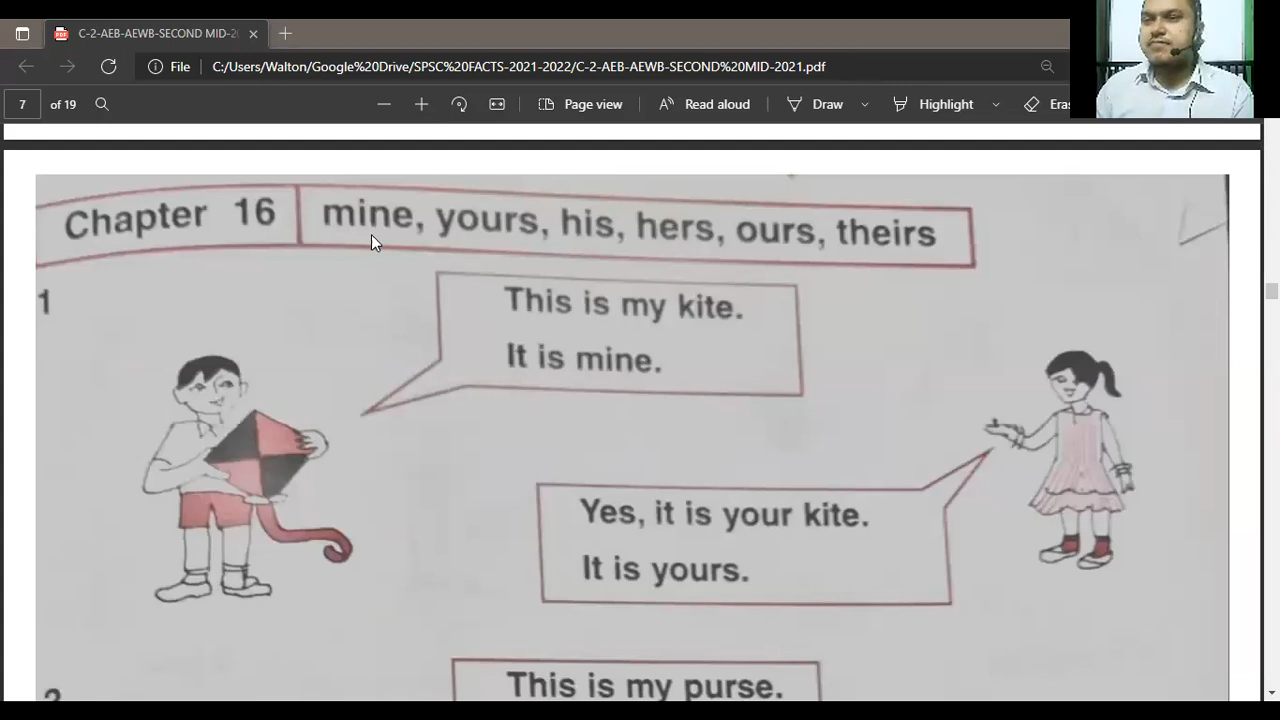 C-2-AEB-AEWB-SECOND MID-2
File C:/Users/Walton/Google%20Drive/SPSC%20FACTS-2021-2022/C-2-AEB-AEWB-SECOND%20MID-2021.pdf
7 of 19 Page view Read aloud Draw Highlight Eras
Chapter 16 mine, yours, his, hers, ours, theirs
1
This is my kite.
It is mine.
Yes, it is your kite.
It is yours.
2
This is my purse.